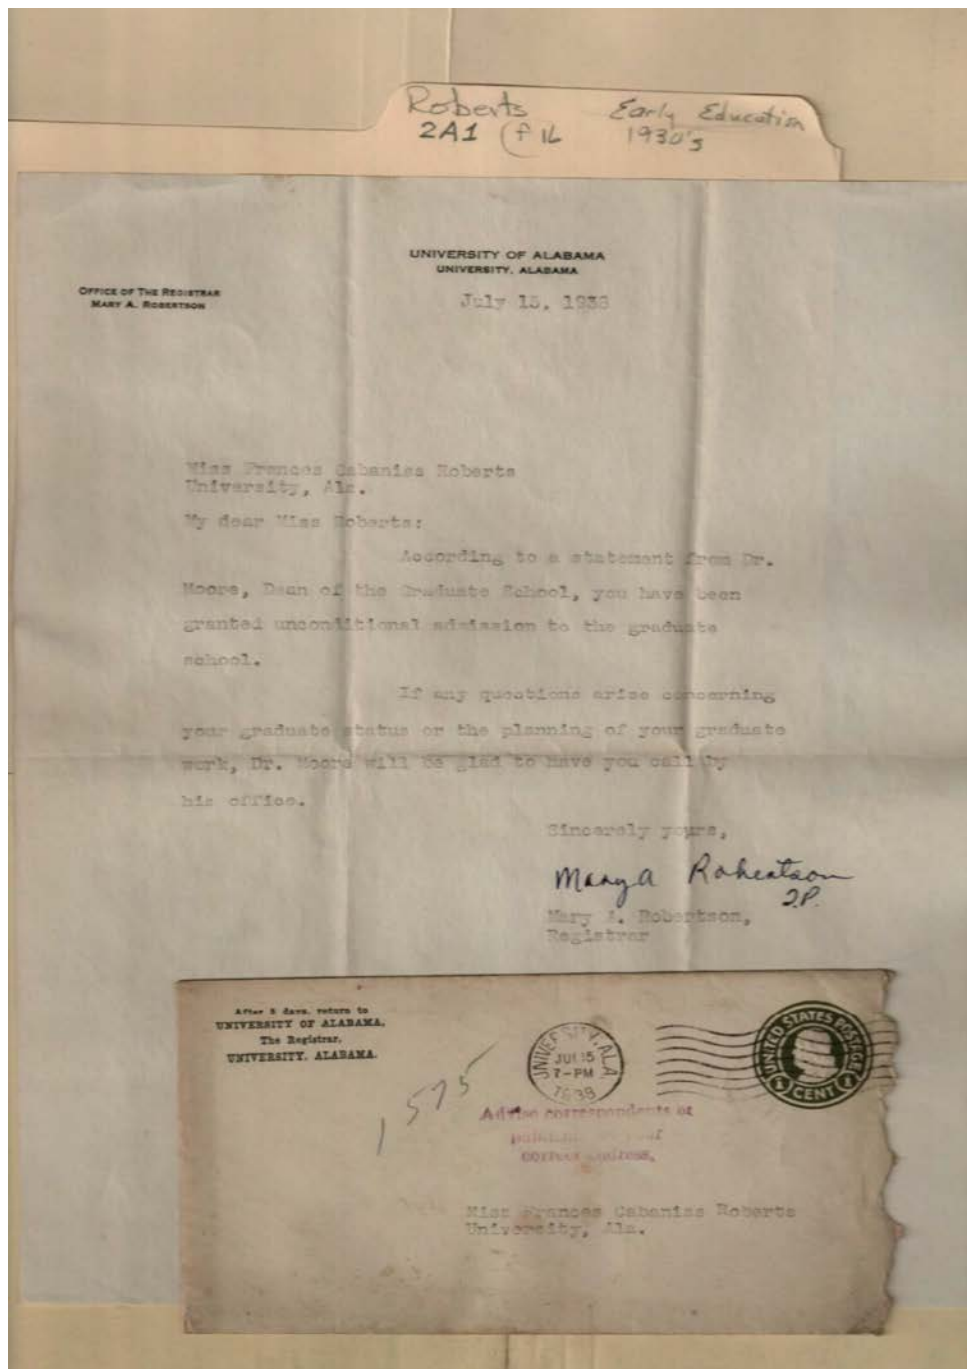 Roberts Early Education
2A1 (f 16 1930's
UNIVERSITY OF ALABAMA
UNIVERSITY, ALABAMA
OFFICE OF THE REGISTRAR
MARY A. ROBERTSON
July 15, 1938
Miss Frances Cabaniss Roberts
University, Ala.
My dear Miss Roberts:
According to a statement from Dr.
Moore, Dean of the Graduate School, you have been
granted unconditional admission to the graduate
school.
If any questions arise concerning
your graduate status or the planning of your graduate
work, Dr. Moore will be glad to have you call by
his office.
Sincerely yours,
Mary A Robertson
J.P.
Mary A. Robertson,
Registrar
After 5 days, return to
UNIVERSITY OF ALABAMA,
The Registrar,
UNIVERSITY, ALABAMA.
UNIVERSITY, ALA.
JUL 15
7-PM
1938
UNITED STATES POSTAGE
1 CENT 1
1575
Advise correspondents or
correct address.
Miss Frances Cabaniss Roberts
University, Ala.